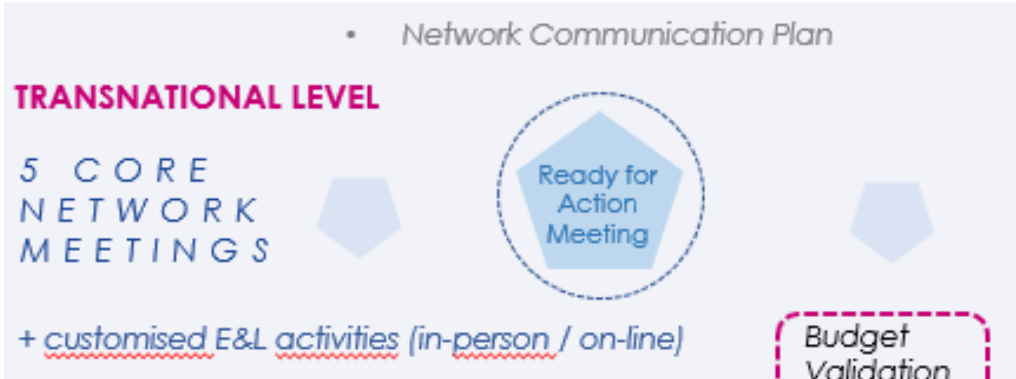 • Network Communication Plan
TRANSNATIONAL LEVEL
5 CORE
NETWORK
MEETINGS
Ready for
Action
Meeting
+ customised E&L activities (in-person / on-line)
Budget
Validation